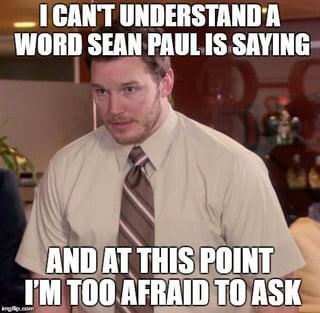 I CAN'T UNDERSTAND A
WORD SEAN PAUL IS SAYING
AND AT THIS POINT
I'M TOO AFRAID TO ASK
imgflip.com